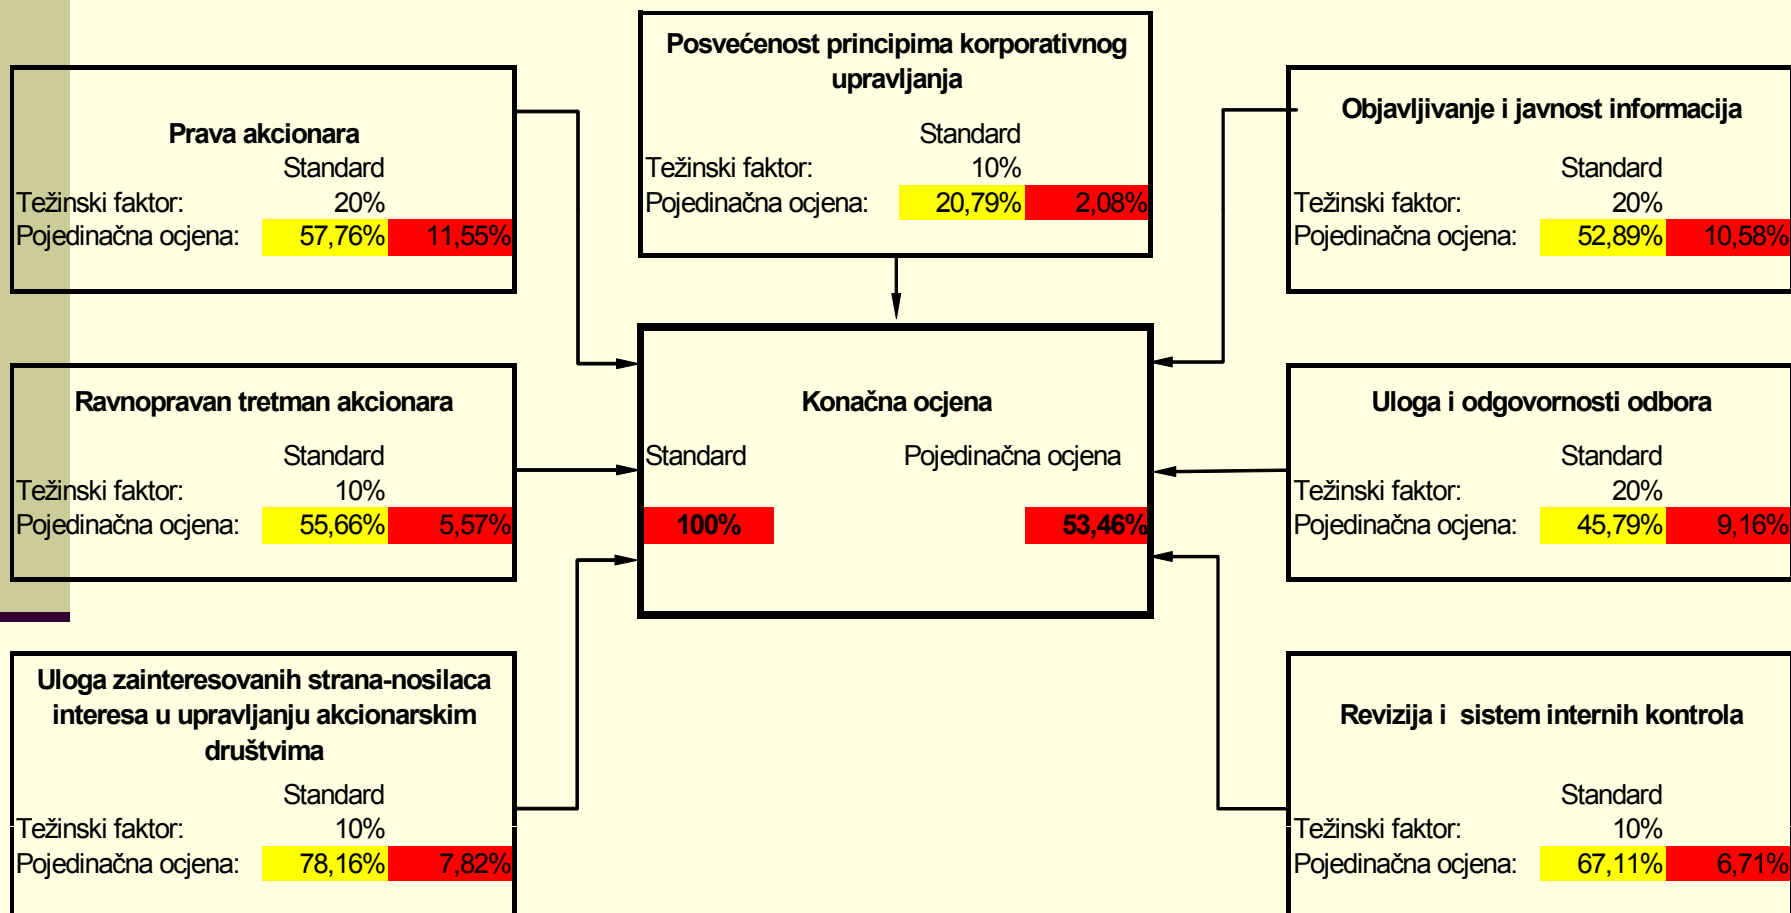 Posvećenost principima korporativnog
upravljanja
Standard
Težinski faktor: 10%
Pojedinačna ocjena: 20,79% 2,08%
Prava akcionara
Standard
Težinski faktor: 20%
Pojedinačna ocjena: 57,76% 11,55%
Objavljivanje i javnost informacija
Standard
Težinski faktor: 20%
Pojedinačna ocjena: 52,89% 10,58%
Ravnopravan tretman akcionara
Standard
Težinski faktor: 10%
Pojedinačna ocjena: 55,66% 5,57%
Konačna ocjena
Standard Pojedinačna ocjena
100% 53,46%
Uloga i odgovornosti odbora
Standard
Težinski faktor: 20%
Pojedinačna ocjena: 45,79% 9,16%
Uloga zainteresovanih strana-nosilaca
interesa u upravljanju akcionarskim
društvima
Standard
Težinski faktor: 10%
Pojedinačna ocjena: 78,16% 7,82%
Revizija i sistem internih kontrola
Standard
Težinski faktor: 10%
Pojedinačna ocjena: 67,11% 6,71%